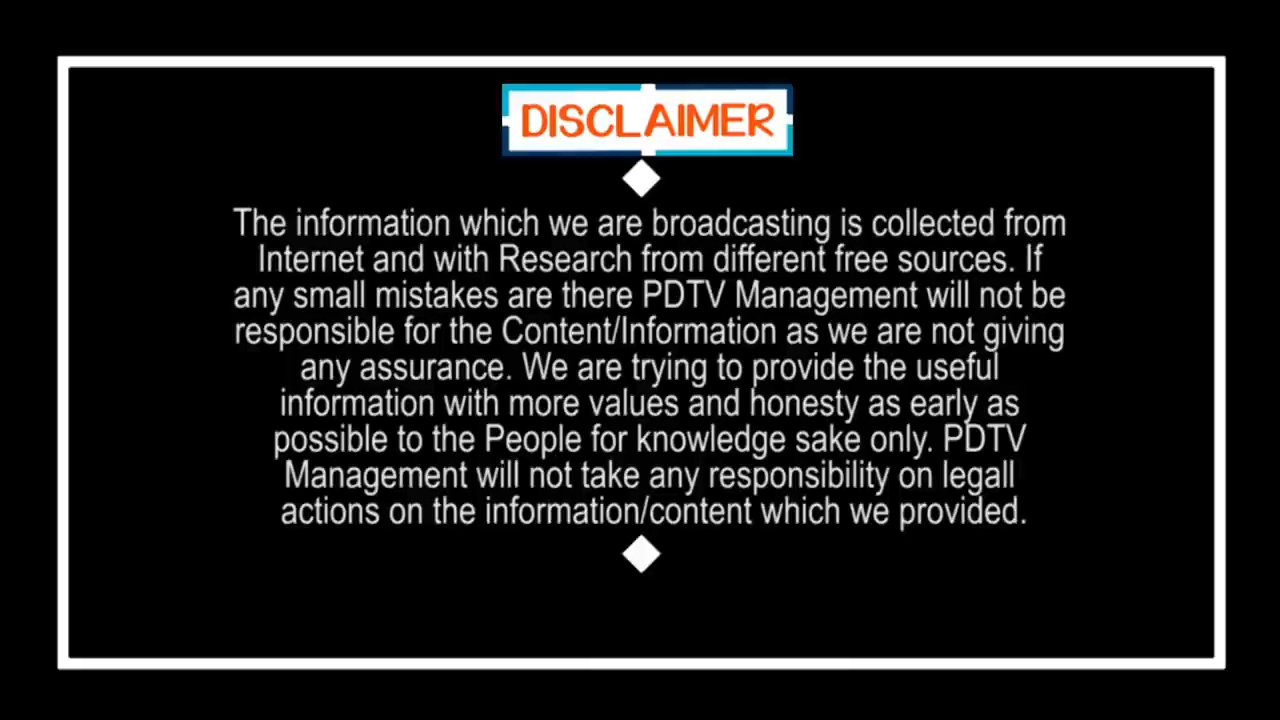 DISCLAIMER
The information which we are broadcasting is collected from
Internet and with Research from different free sources. If
any small mistakes are there PDTV Management will not be
responsible for the Content/Information as we are not giving
any assurance. We are trying to provide the useful
information with more values and honesty as early as
possible to the People for knowledge sake only. PDTV
Management will not take any responsibility on legall
actions on the information/content which we provided.